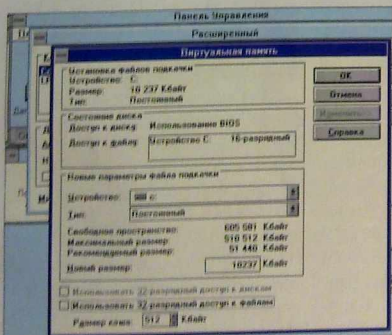 Панель Управления
Расширенный
Виртуальная память
Установка файлов подкачки
Устройство: C:
Размер: 16 237 Кбайт
Тип: Постоянный
OK
Отмена
Изменить>>
Справка
Состояние диска
Доступ к диску: Использование BIOS
Доступ к файлу: Устройство C: 16-разрядный
Новые параметры файла подкачки
Устройство: c:
Тип: Постоянный
Свободное пространство: 605 581 Кбайт
Максимальный размер: 516 512 Кбайт
Рекомендуемый размер: 51 440 Кбайт
Новый размер: 16237 Кбайт
Использовать 32-разрядный доступ к дискам
Использовать 32-разрядный доступ к файлам
Размер кэша: 512 Кбайт